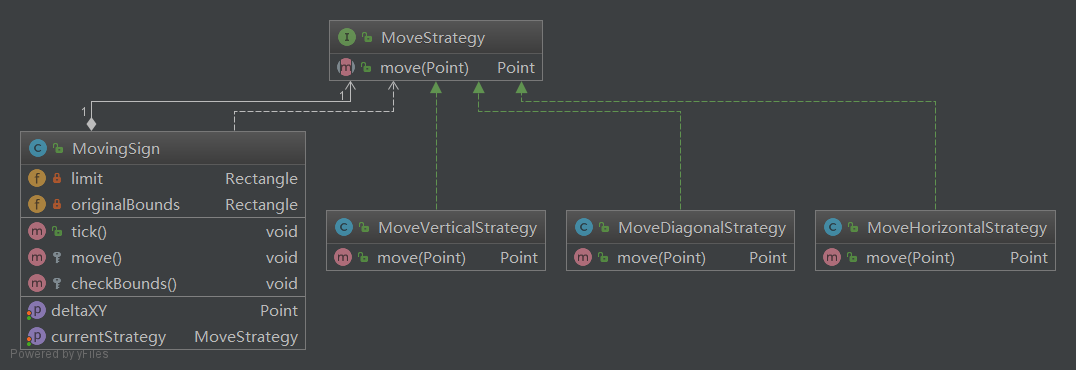 I MoveStrategy
m move(Point) Point
1
1
C MovingSign
f limit Rectangle
f originalBounds Rectangle
m tick() void
m move() void
m checkBounds() void
p deltaXY Point
p currentStrategy MoveStrategy
C MoveVerticalStrategy
m move(Point) Point
C MoveDiagonalStrategy
m move(Point) Point
C MoveHorizontalStrategy
m move(Point) Point
Powered by yFiles